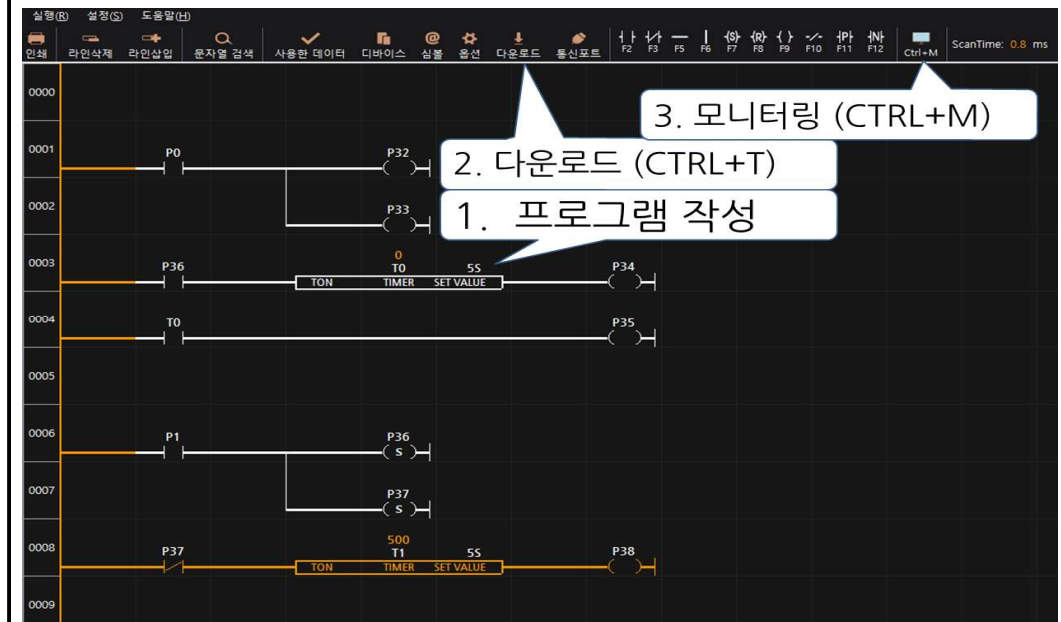 실행(R) 설정(S) 도움말(H)
인쇄 라인삭제 라인삽입 문자열 검색 사용한 데이터 디바이스 심볼 옵션 다운로드 통신포트 F2 F3 F5 F6 F7 F8 F9 F10 F11 F12 Ctrl+M ScanTime: 0.8 ms
3. 모니터링 (CTRL+M)
2. 다운로드 (CTRL+T)
1. 프로그램 작성
0000
0001 P0 P32
0002 P33
0003 P36 0 T0 5S P34
TON TIMER SET VALUE
0004 T0 P35
0005
0006 P1 P36
S
0007 P37
S
500
0008 P37 T1 5S P38
TON TIMER SET VALUE
0009